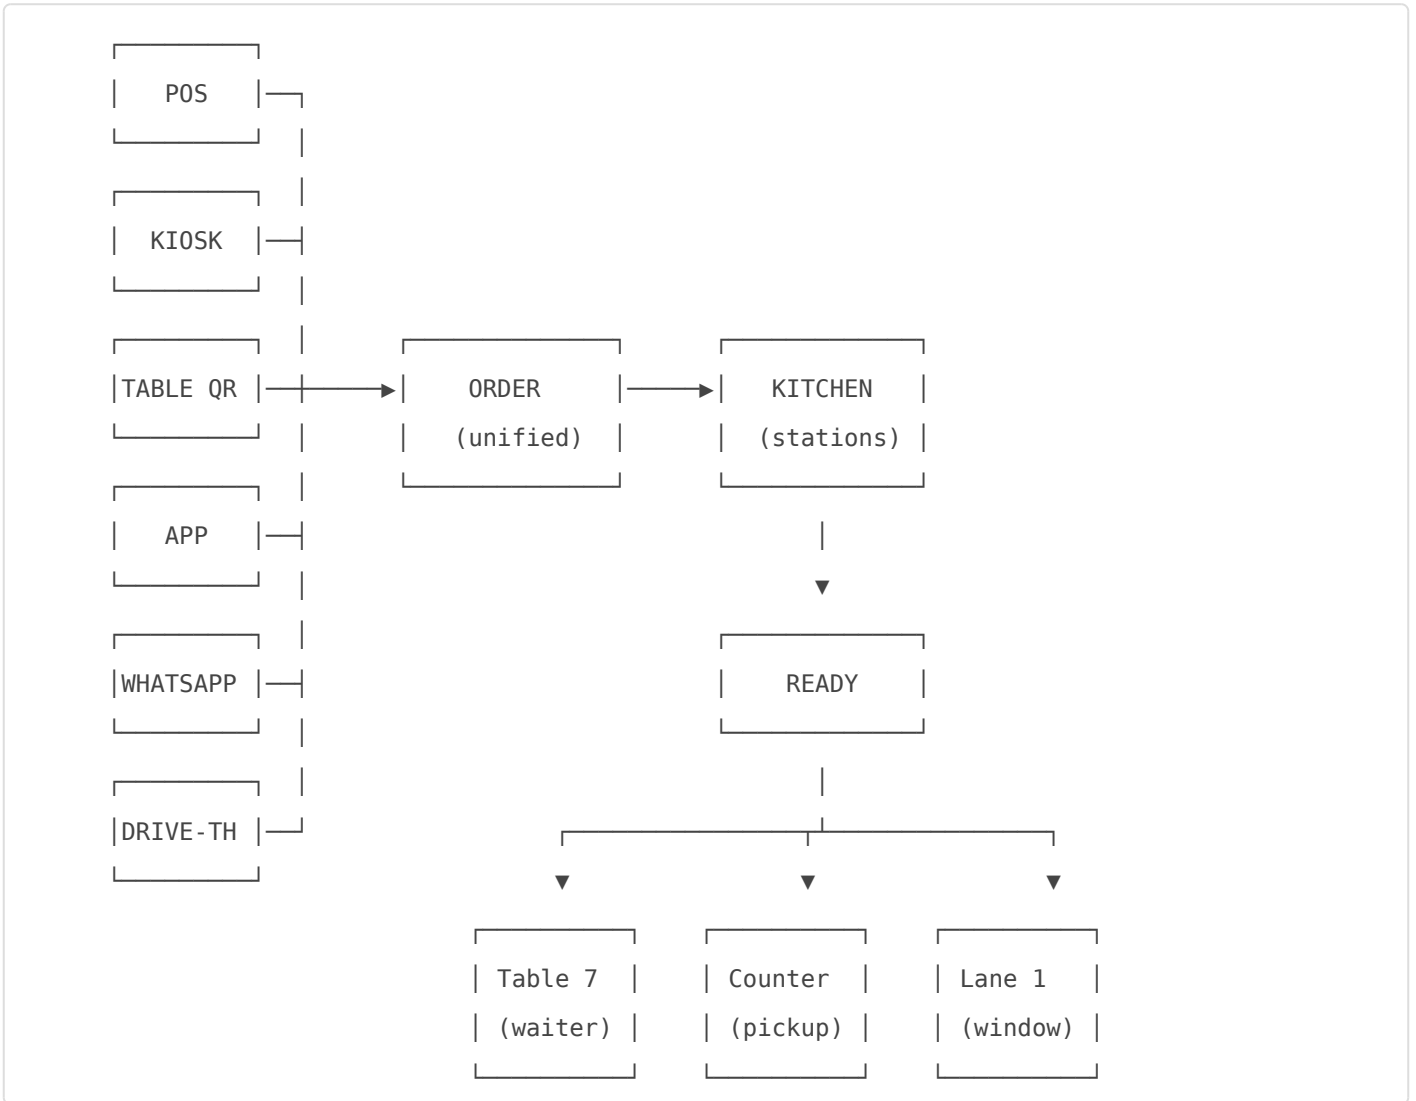 POS
KIOSK
TABLE QR
ORDER
KITCHEN
(unified)
(stations)
APP
WHATSAPP
READY
DRIVE-TH
Table 7
Counter
Lane 1
(waiter)
(pickup)
(window)